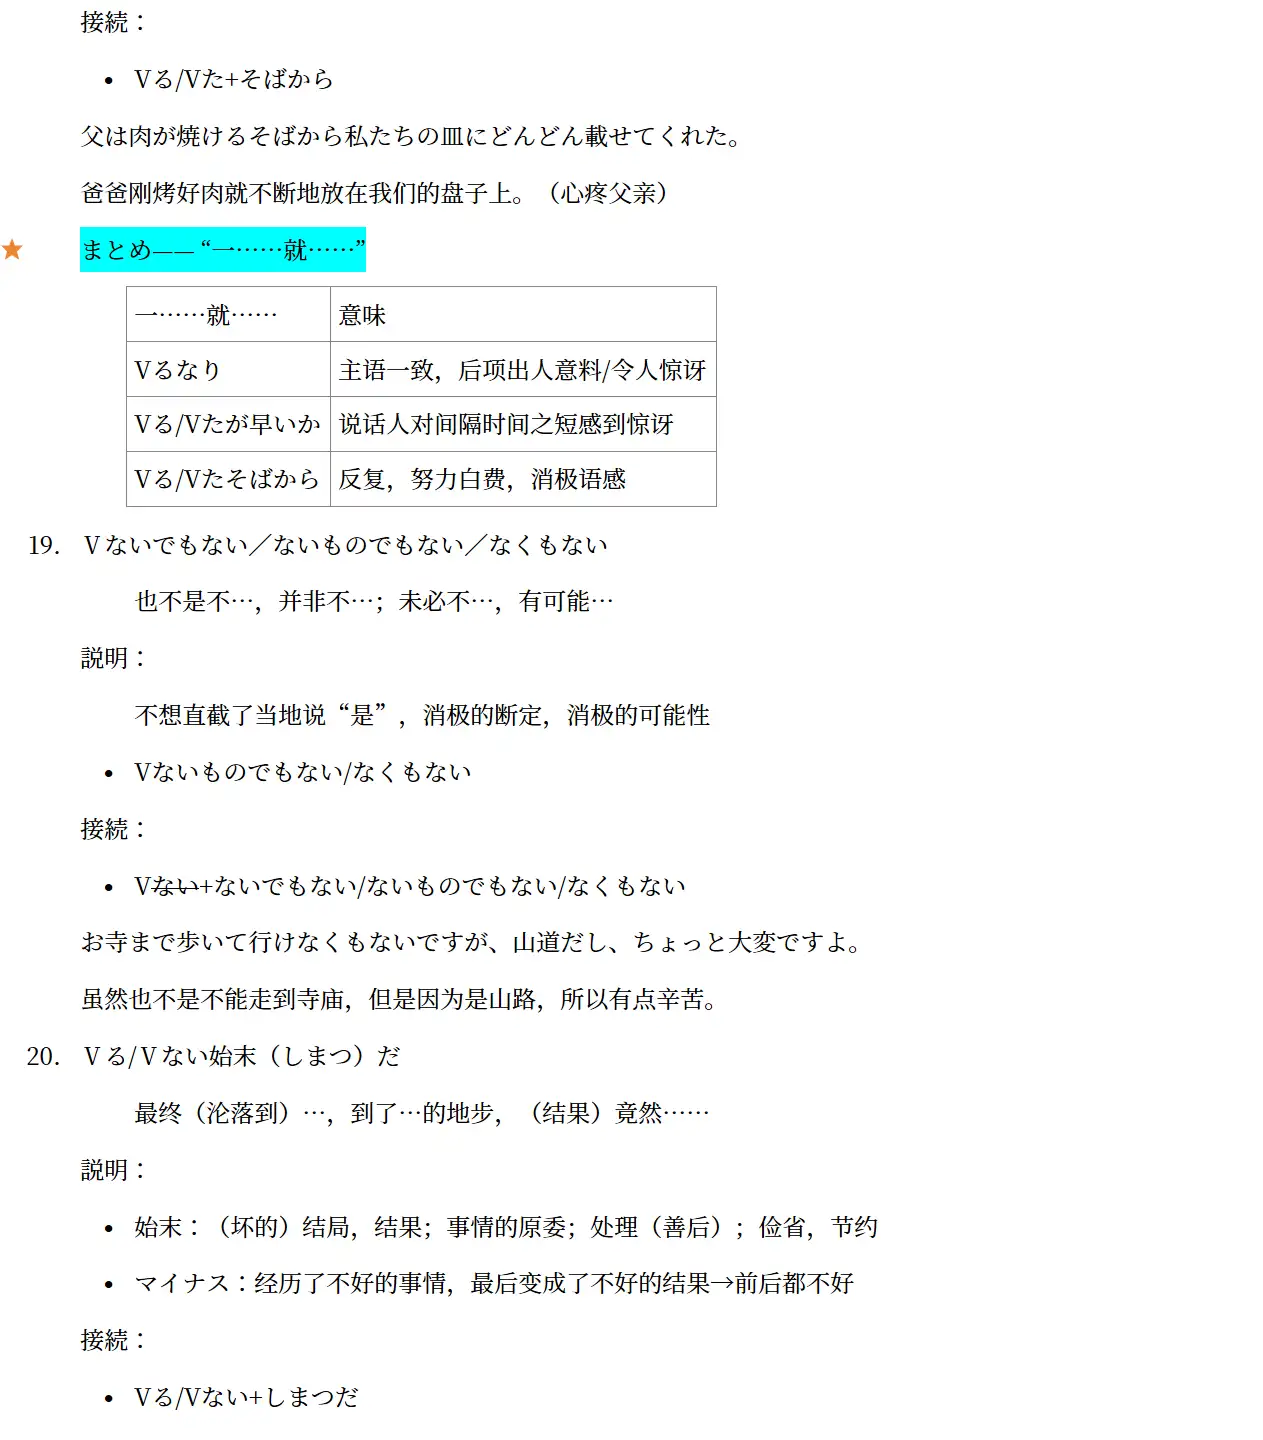 接続：
• Vる/Vた+そばから
父は肉が焼けるそばから私たちの皿にどんどん載せてくれた。
爸爸刚烤好肉就不断地放在我们的盘子上。（心疼父亲）
まとめ—— “一……就……”
一……就…… 意味
Vるなり 主语一致，后项出人意料/令人惊讶
Vる/Vたが早いか 说话人对间隔时间之短感到惊讶
Vる/Vたそばから 反复，努力白费，消极语感
19. Ｖないでもない／ないものでもない／なくもない
也不是不…，并非不…；未必不…，有可能…
説明：
不想直截了当地说“是”，消极的断定，消极的可能性
• Vないものでもない/なくもない
接続：
• Vない+ないでもない/ないものでもない/なくもない
お寺まで歩いて行けなくもないですが、山道だし、ちょっと大変ですよ。
虽然也不是不能走到寺庙，但是因为是山路，所以有点辛苦。
20. Ｖる/Ｖない始末（しまつ）だ
最终（沦落到）…，到了…的地步，（结果）竟然……
説明：
• 始末：（坏的）结局，结果；事情的原委；处理（善后）；俭省，节约
• マイナス：经历了不好的事情，最后变成了不好的结果→前后都不好
接続：
• Vる/Vない+しまつだ